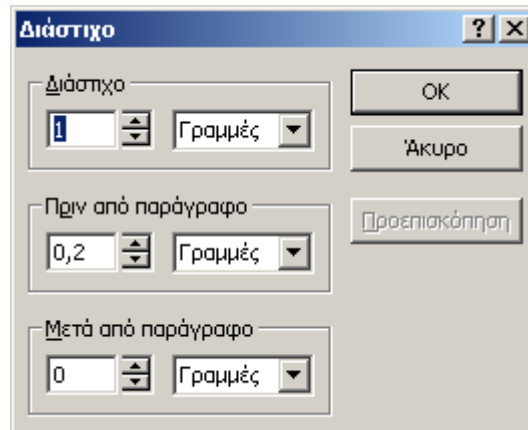 Διάστιχο
Διάστιχο
1 Γραμμές
OK
Άκυρο
Πριν από παράγραφο
0,2 Γραμμές
Προεπισκόπηση
Μετά από παράγραφο
0 Γραμμές